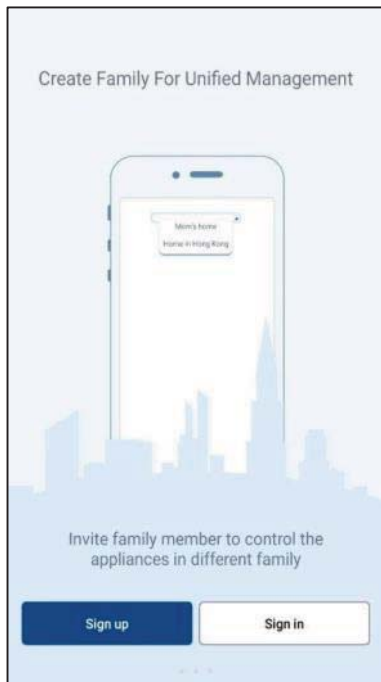 Create Family For Unified Management
Mom's home
Home in Hong Kong
Invite family member to control the
appliances in different family
Sign up
Sign in